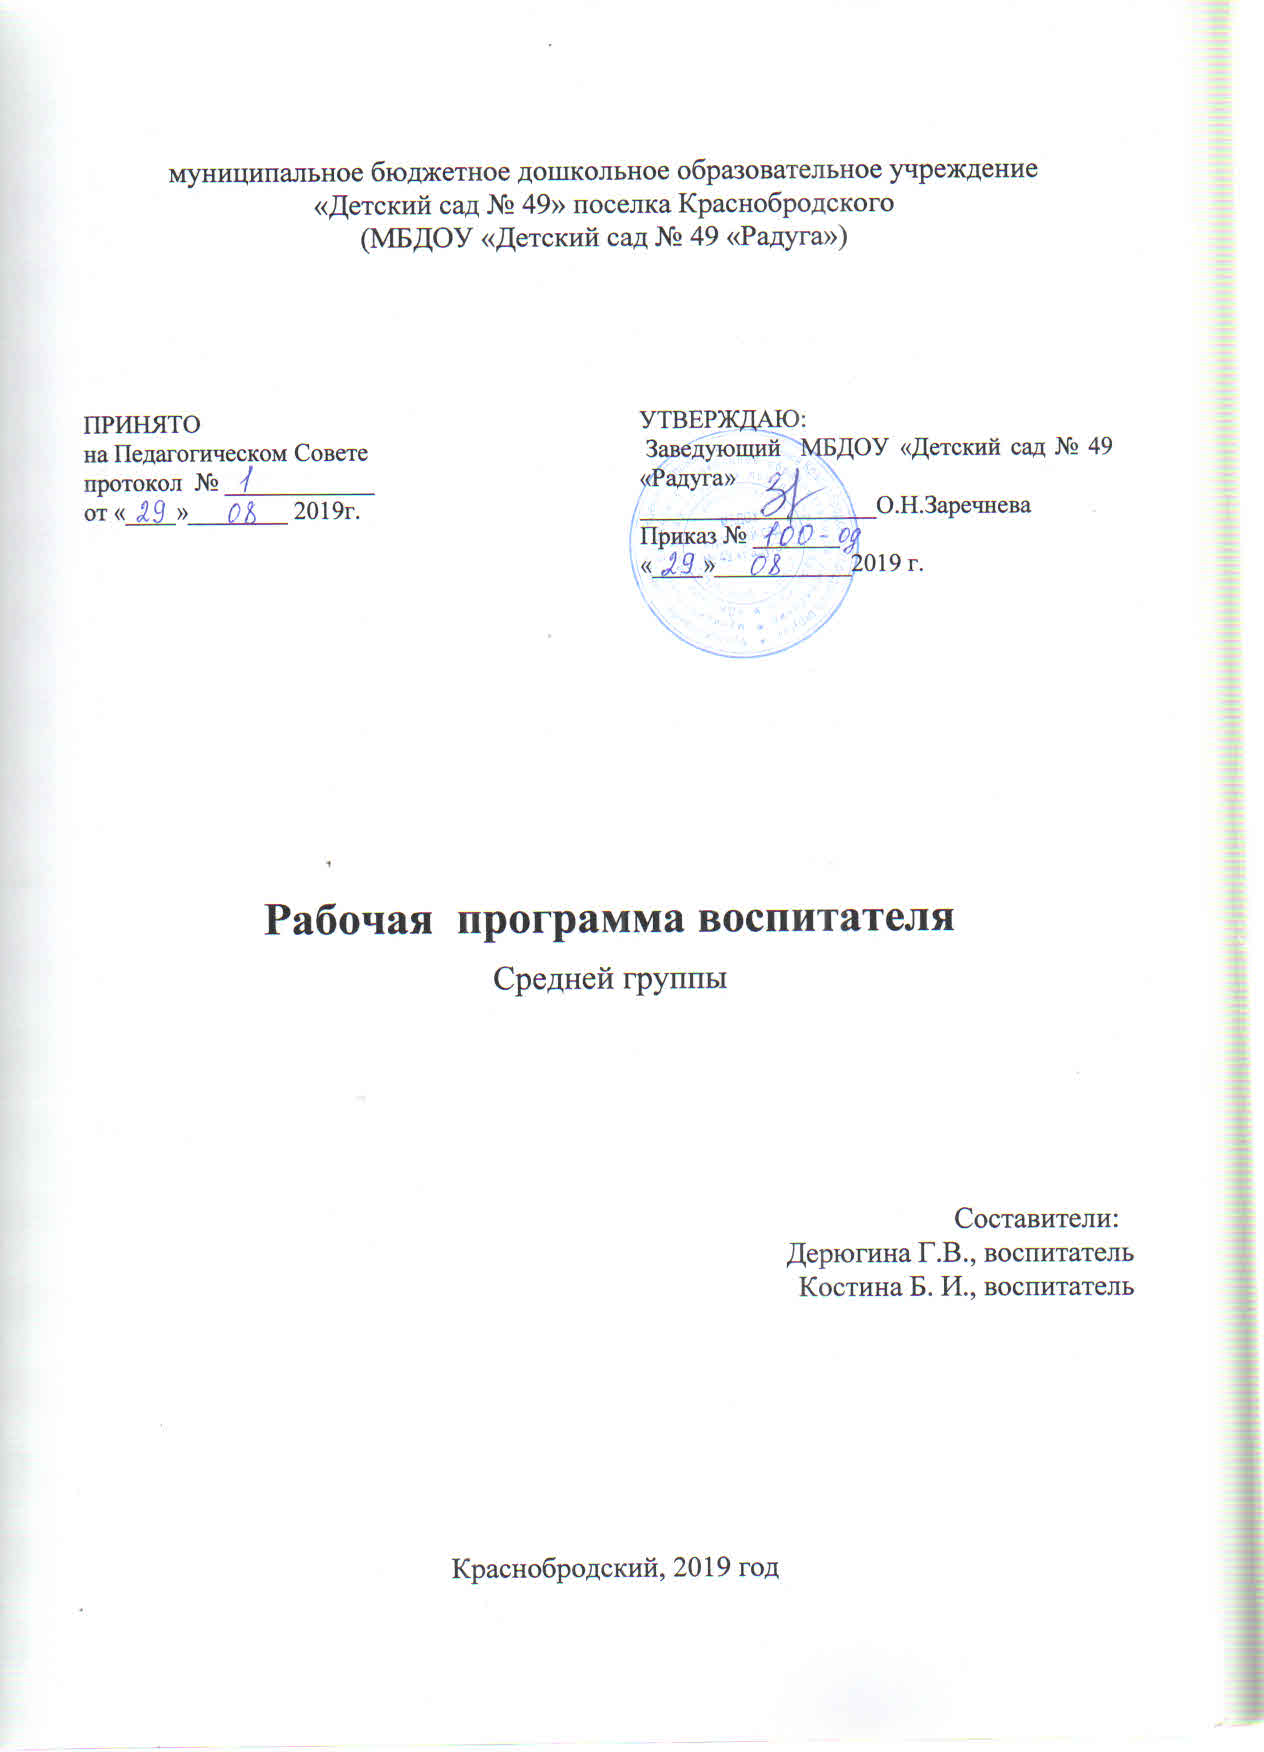 муниципальное бюджетное дошкольное образовательное учреждение
«Детский сад № 49» поселка Краснобродского
(МБДОУ «Детский сад № 49 «Радуга»)
ПРИНЯТО
на Педагогическом Совете
протокол № 1
от «29» 08 2019г.
УТВЕРЖДАЮ:
Заведующий МБДОУ «Детский сад № 49
«Радуга»
О.Н.Заречнева
Приказ № 100-од
«29» 08 2019 г.
Рабочая программа воспитателя
Средней группы
Составители:
Дерюгина Г.В., воспитатель
Костина Б. И., воспитатель
Краснобродский, 2019 год